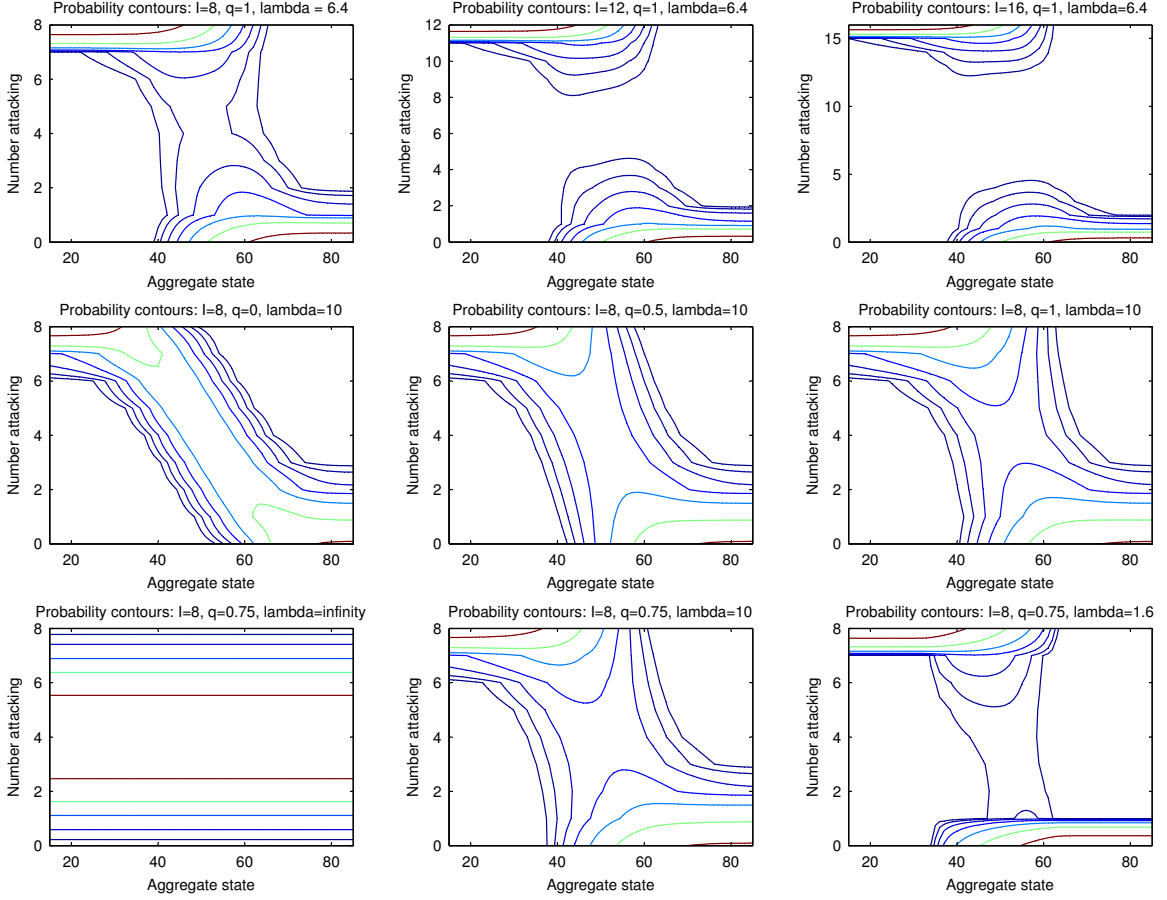 Probability contours: I=8, q=1, lambda = 6.4
Number attacking
8
6
4
2
0
20 40 60 80
Aggregate state
Probability contours: I=12, q=1, lambda=6.4
Number attacking
12
10
8
6
4
2
0
20 40 60 80
Aggregate state
Probability contours: I=16, q=1, lambda=6.4
Number attacking
15
10
5
0
20 40 60 80
Aggregate state
Probability contours: I=8, q=0, lambda=10
Number attacking
8
6
4
2
0
20 40 60 80
Aggregate state
Probability contours: I=8, q=0.5, lambda=10
Number attacking
8
6
4
2
0
20 40 60 80
Aggregate state
Probability contours: I=8, q=1, lambda=10
Number attacking
8
6
4
2
0
20 40 60 80
Aggregate state
Probability contours: I=8, q=0.75, lambda=infinity
Number attacking
8
6
4
2
0
20 40 60 80
Aggregate state
Probability contours: I=8, q=0.75, lambda=10
Number attacking
8
6
4
2
0
20 40 60 80
Aggregate state
Probability contours: I=8, q=0.75, lambda=1.6
Number attacking
8
6
4
2
0
20 40 60 80
Aggregate state